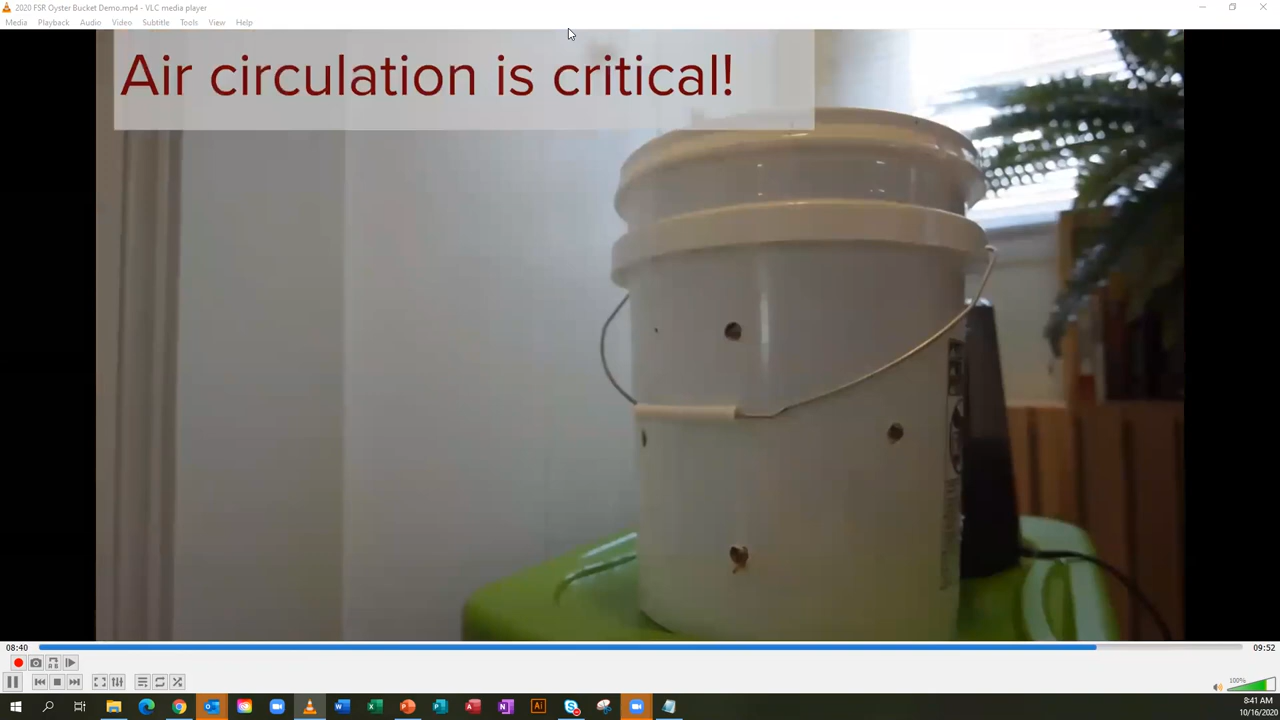 2020 FSR Oyster Bucket Demo.mp4 - VLC media player
Media Playback Audio Video Subtitle Tools View Help
Air circulation is critical!
08:40
09:52
100%
8:41 AM
10/16/2020